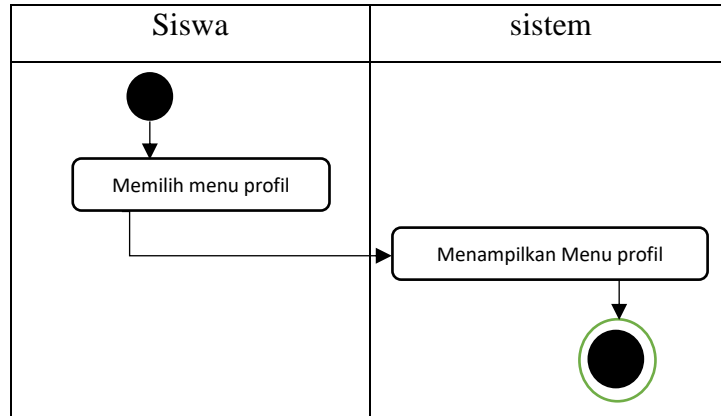 Siswa
sistem
Memilih menu profil
Menampilkan Menu profil